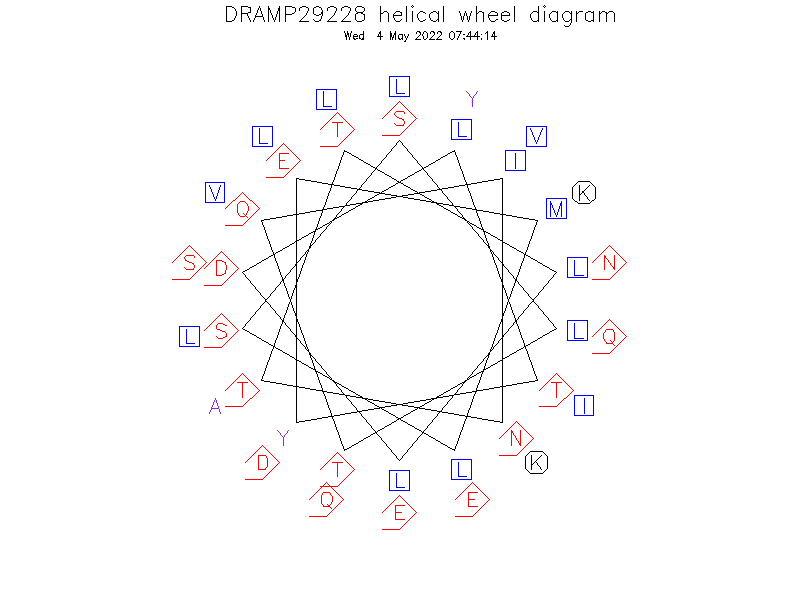 DRAMP29228 helical wheel diagram
Wed 4 May 2022 07:44:14
L
L Y
S
T L
L V
E I
V K
Q M
S D L N
L S L Q
A T T I
Y N
D K
T L L
Q E E